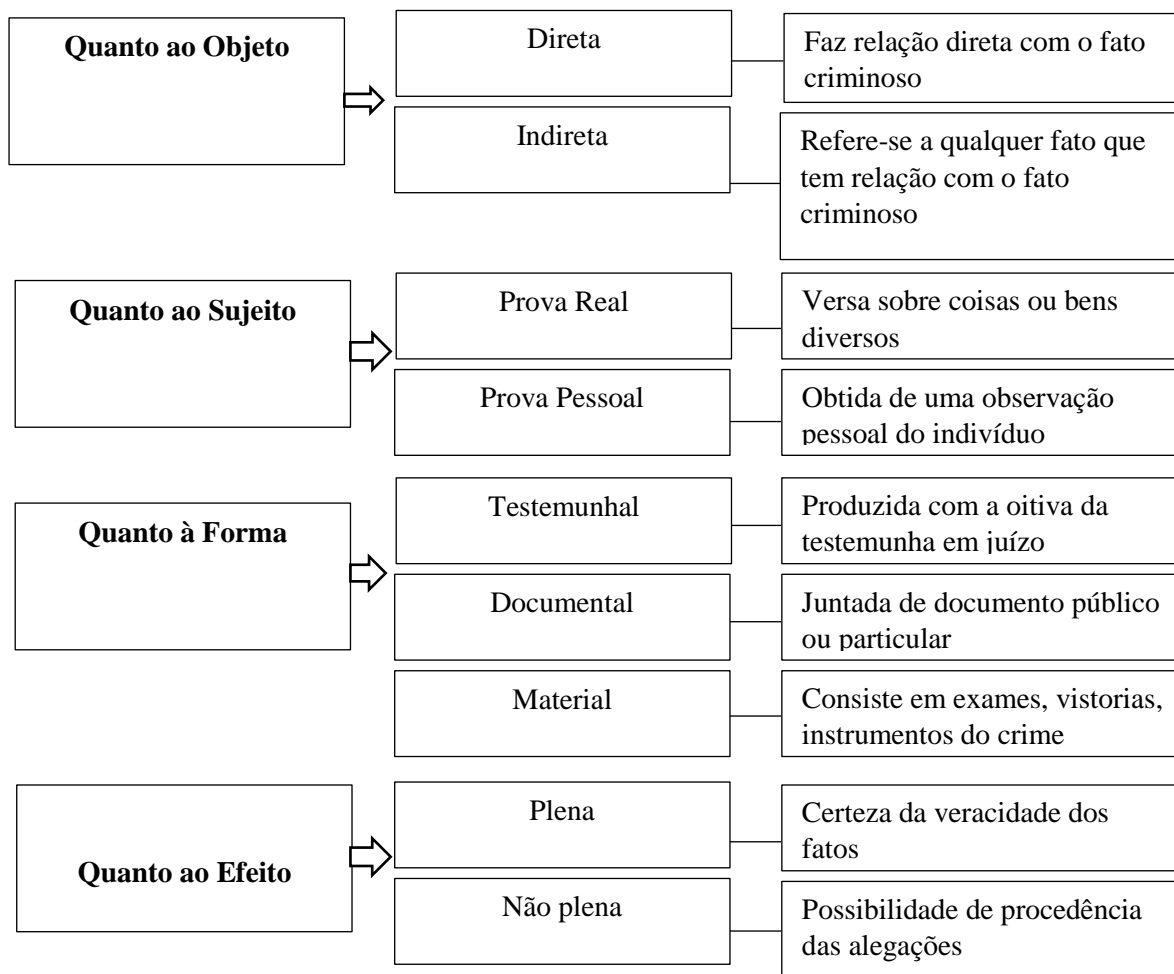 Quanto ao Objeto
Direta
Faz relação direta com o fato
criminoso
Indireta
Refere-se a qualquer fato que
tem relação com o fato
criminoso
Quanto ao Sujeito
Prova Real
Versa sobre coisas ou bens
diversos
Prova Pessoal
Obtida de uma observação
pessoal do indivíduo
Quanto à Forma
Testemunhal
Produzida com a oitiva da
testemunha em juízo
Documental
Juntada de documento público
ou particular
Material
Consiste em exames, vistorias,
instrumentos do crime
Quanto ao Efeito
Plena
Certeza da veracidade dos
fatos
Não plena
Possibilidade de procedência
das alegações